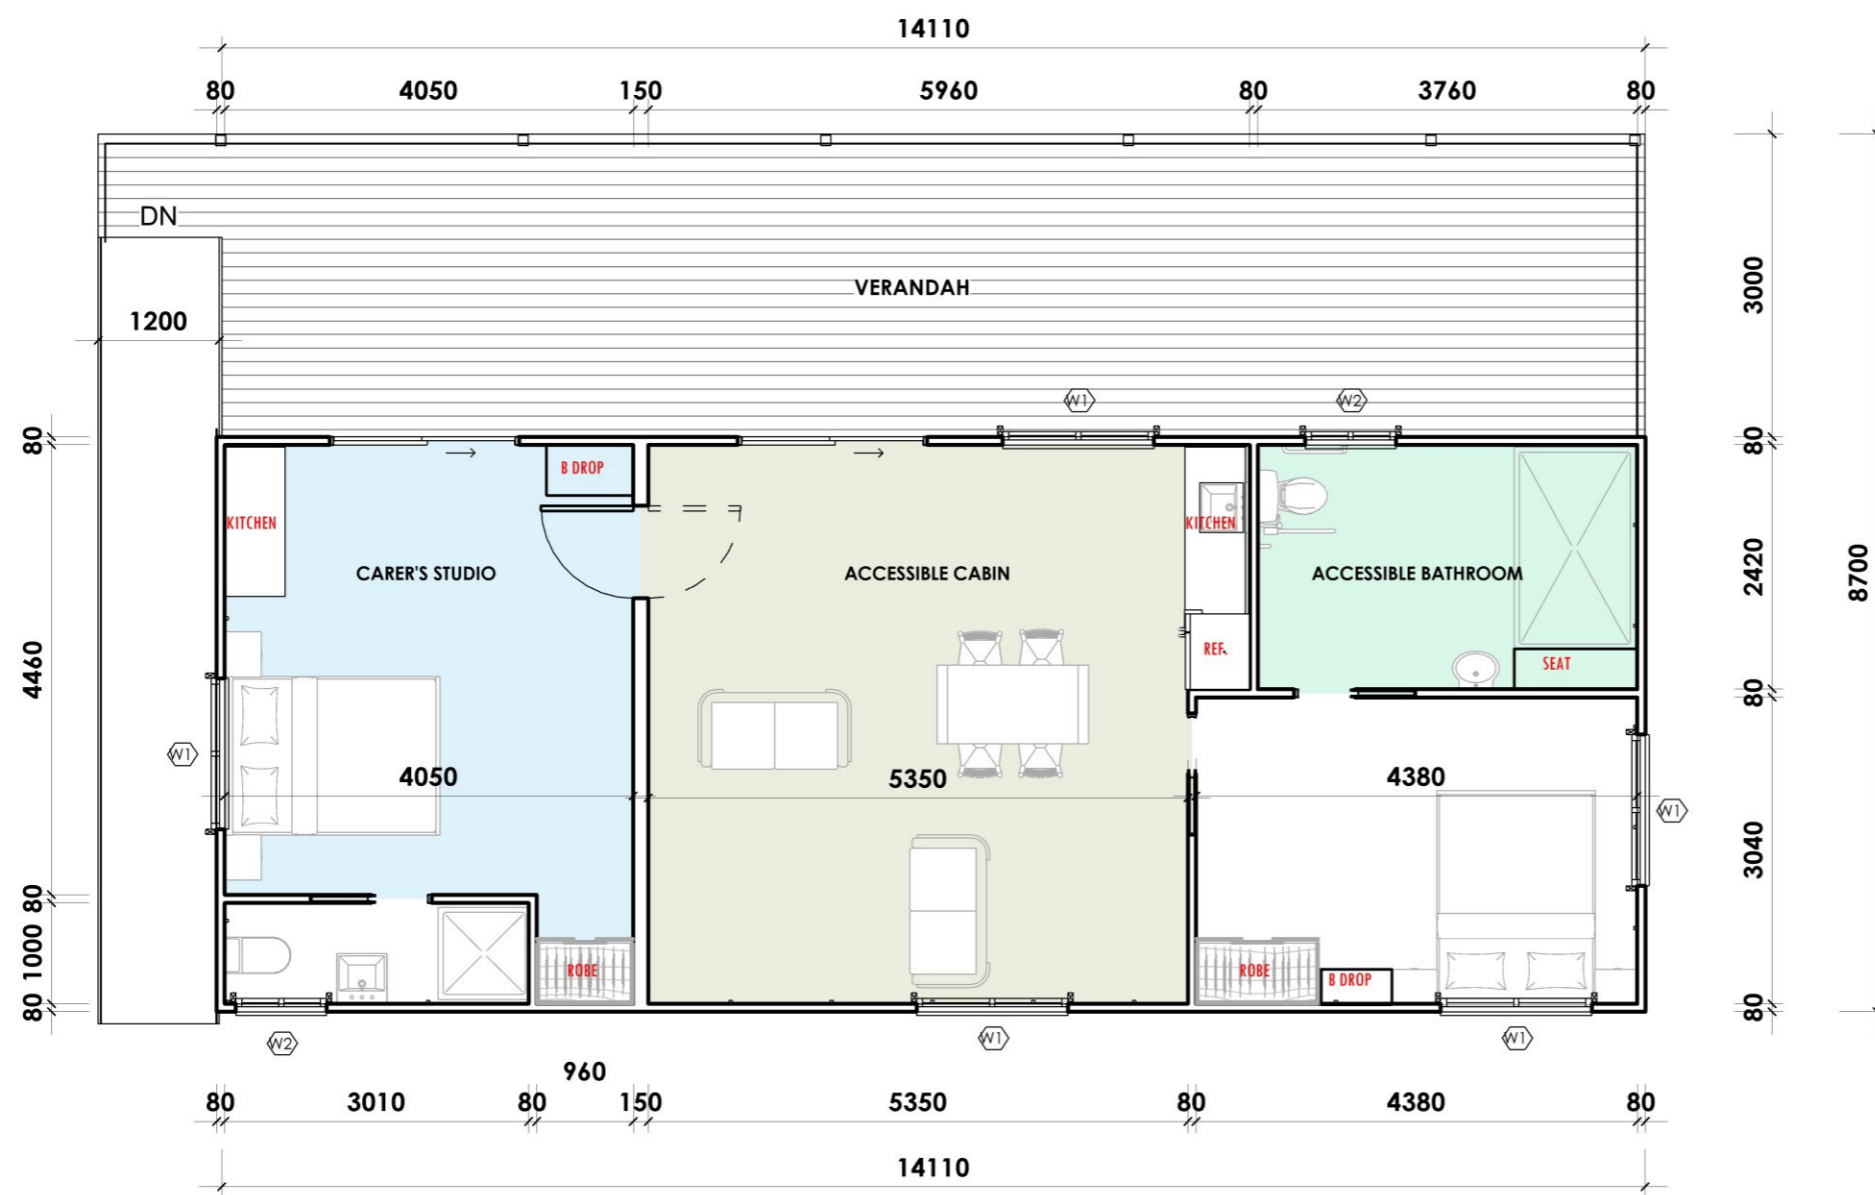 14110
80 4050 150 5960 80 3760 80
DN
VERANDAH
1200
3000
W1 W2
80 80
B DROP
KITCHEN KITCHEN
CARER'S STUDIO ACCESSIBLE CABIN ACCESSIBLE BATHROOM
2420
8700
REF.
SEAT
4460
80
W1
4050 5350 4380
W1
3040
80
1000
ROBE ROBE
B DROP
80 80
W2 W1 W1
960
80 3010 80 150 5350 80 4380 80
14110